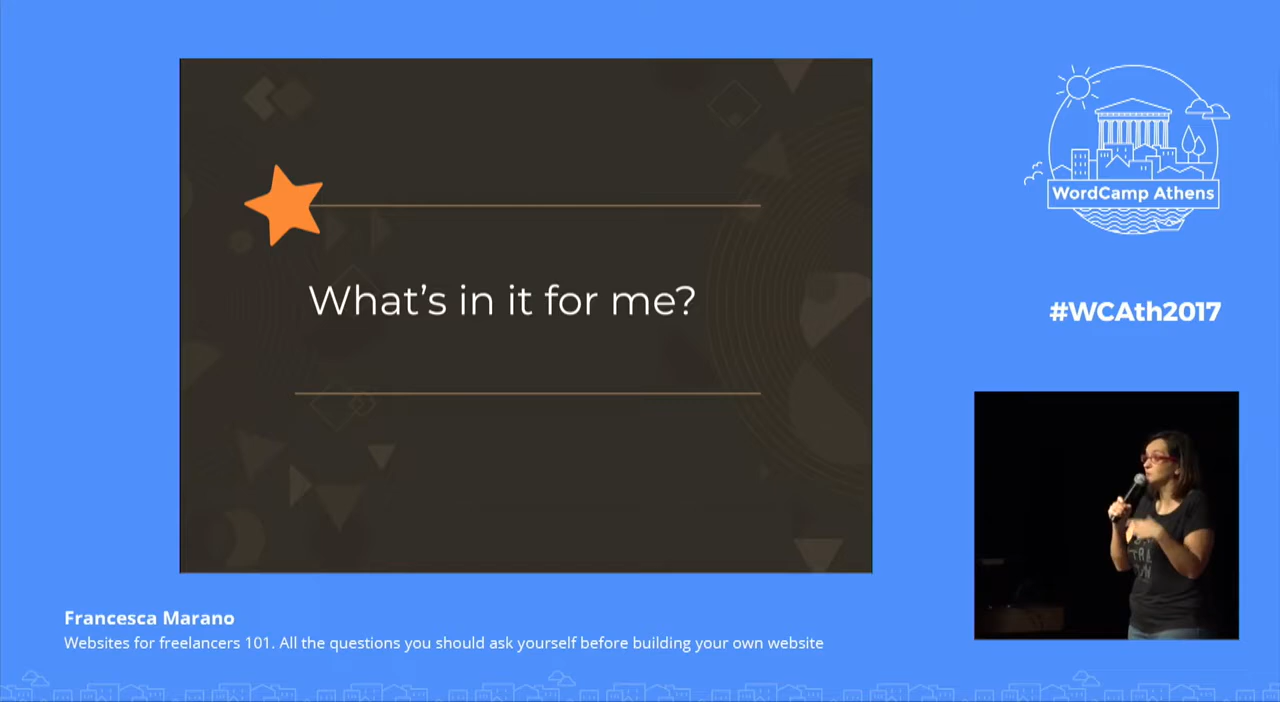 What's in it for me?
WordCamp Athens
#WCAth2017
Francesca Marano
Websites for freelancers 101. All the questions you should ask yourself before building your own website